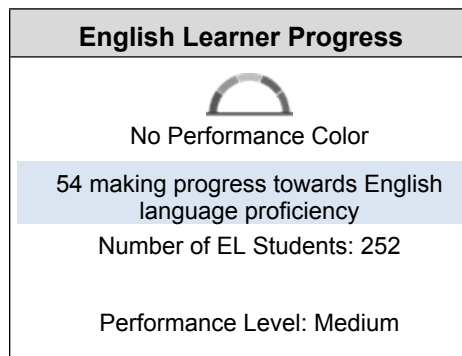 English Learner Progress
No Performance Color
54 making progress towards English
language proficiency
Number of EL Students: 252
Performance Level: Medium